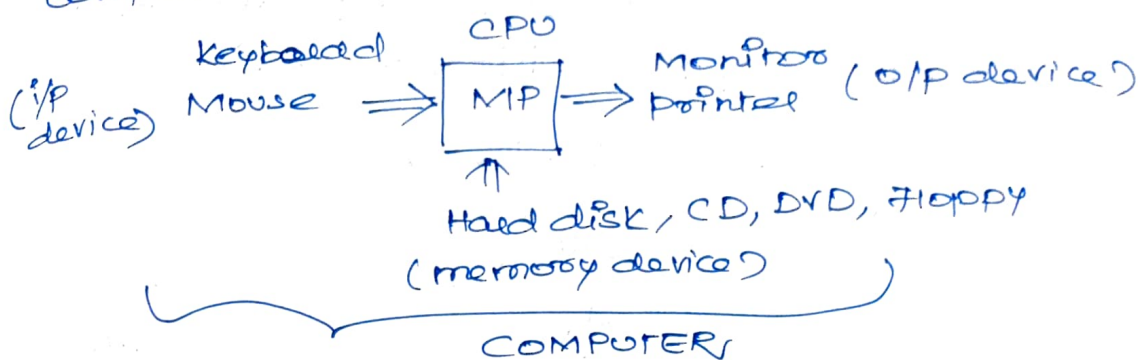 CPU
Keyboard
Mouse
(i/p device)
MP
Monitor
printer
(o/p device)
Hard disk, CD, DVD, Floppy
(memory device)
COMPUTER